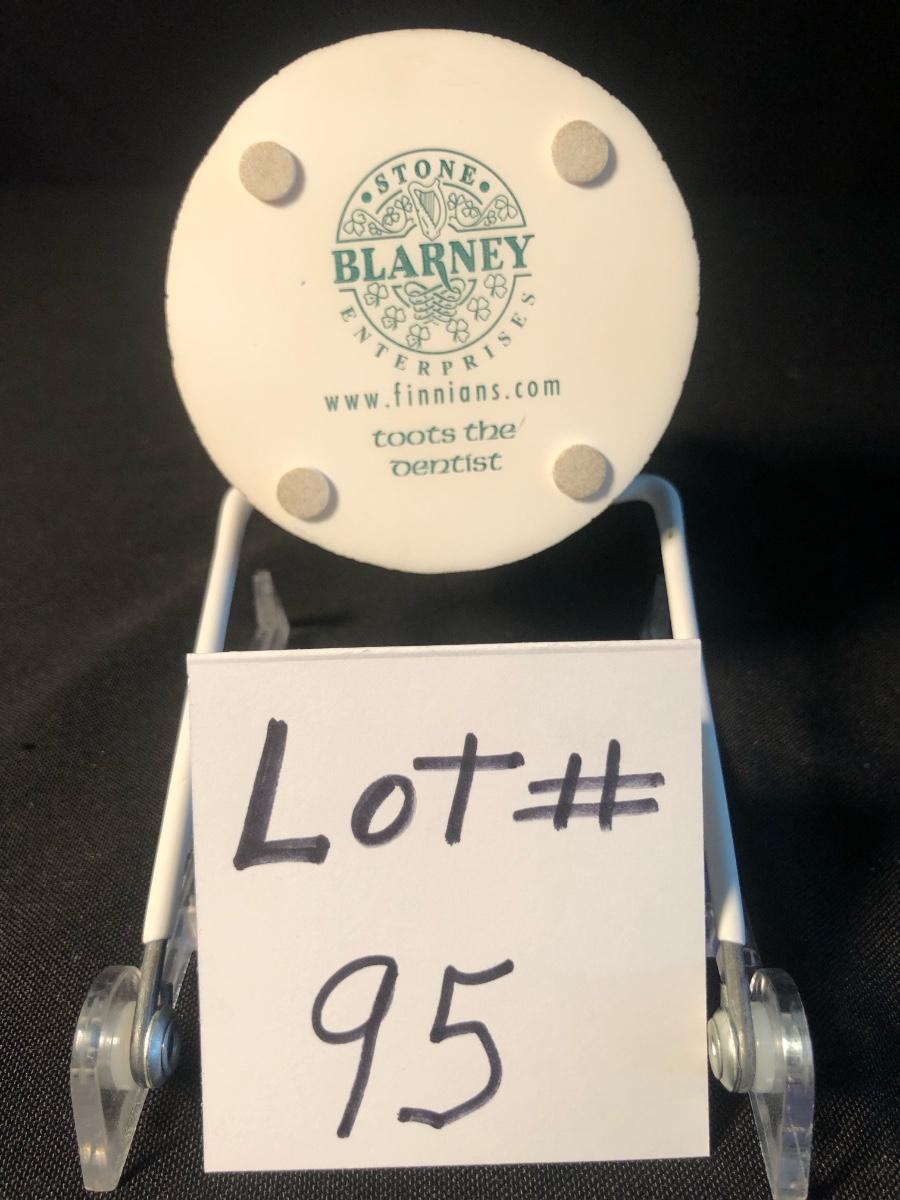 STONE
BLARNEY
ENTERPRISES
www.finnians.com
toots the
dentist
LoT #
95